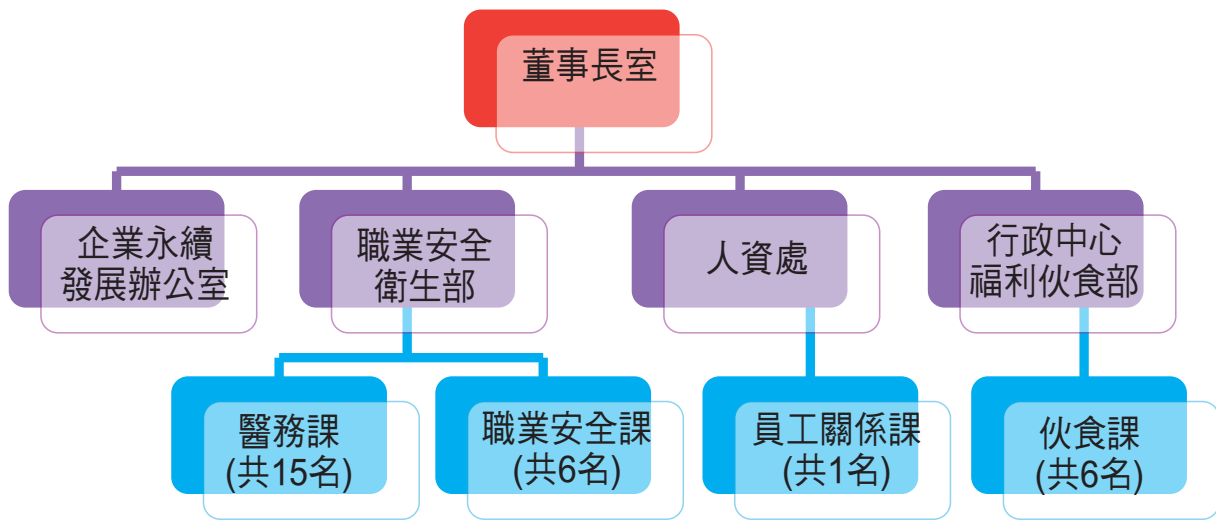 董事長室
企業永續
發展辦公室
職業安全
衛生部
人資處
行政中心
福利伙食部
醫務課
(共15名)
職業安全課
(共6名)
員工關係課
(共1名)
伙食課
(共6名)